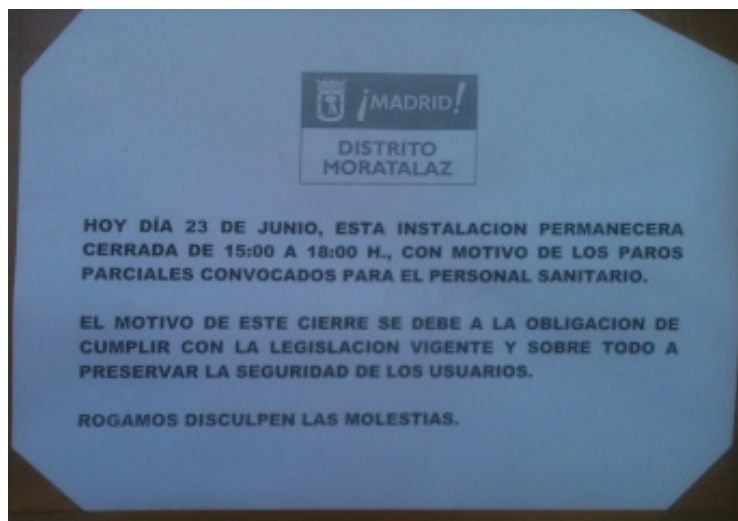 ¡MADRID!
DISTRITO
MORATALAZ
HOY DÍA 23 DE JUNIO, ESTA INSTALACION PERMANECERA
CERRADA DE 15:00 A 18:00 H., CON MOTIVO DE LOS PAROS
PARCIALES CONVOCADOS PARA EL PERSONAL SANITARIO.
EL MOTIVO DE ESTE CIERRE SE DEBE A LA OBLIGACION DE
CUMPLIR CON LA LEGISLACION VIGENTE Y SOBRE TODO A
PRESERVAR LA SEGURIDAD DE LOS USUARIOS.
ROGAMOS DISCULPEN LAS MOLESTIAS.